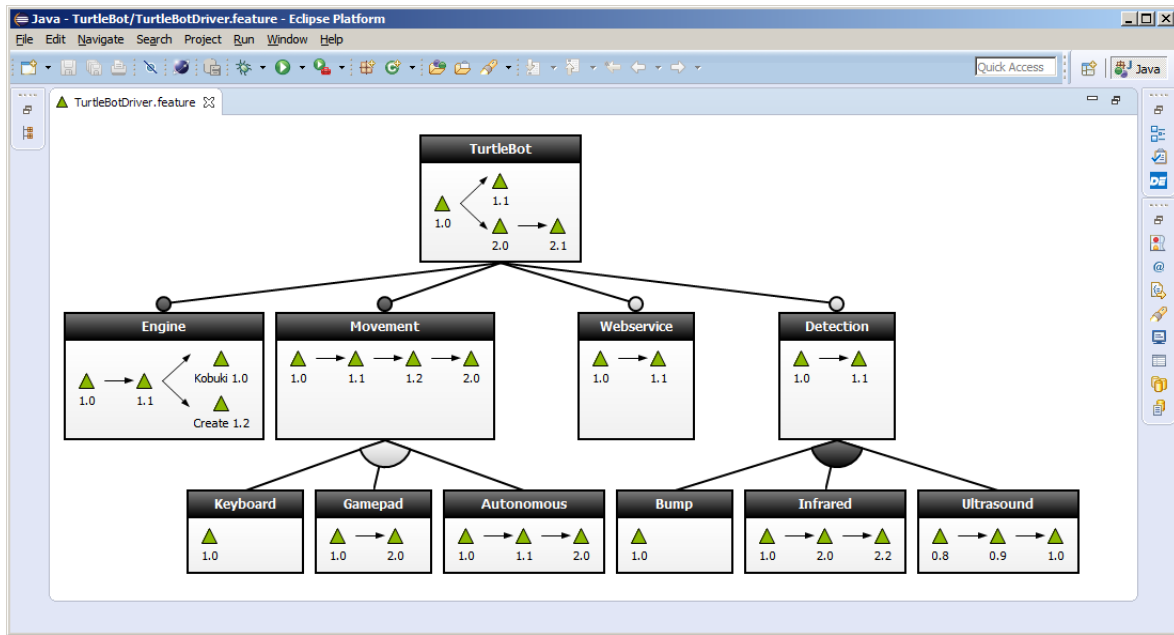 Java - TurtleBot/TurtleBotDriver.feature - Eclipse Platform
File Edit Navigate Search Project Run Window Help
Quick Access
Java
TurtleBotDriver.feature
TurtleBot
1.1
1.0
2.0 2.1
Engine
Kobuki 1.0
1.0 1.1
Create 1.2
Movement
1.0 1.1 1.2 2.0
Webservice
1.0 1.1
Detection
1.0 1.1
Keyboard
1.0
Gamepad
1.0 2.0
Autonomous
1.0 1.1 2.0
Bump
1.0
Infrared
1.0 2.0 2.2
Ultrasound
0.8 0.9 1.0
DE
@